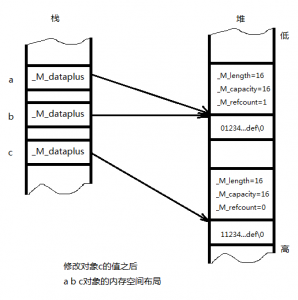 栈
堆
低
a
_M_dataplus
_M_length=16
_M_capacity=16
_M_refcount=1
b
_M_dataplus
01234...def\0
c
_M_dataplus
_M_length=16
_M_capacity=16
_M_refcount=0
11234...def\0
高
修改对象c的值之后
a b c对象的内存空间布局